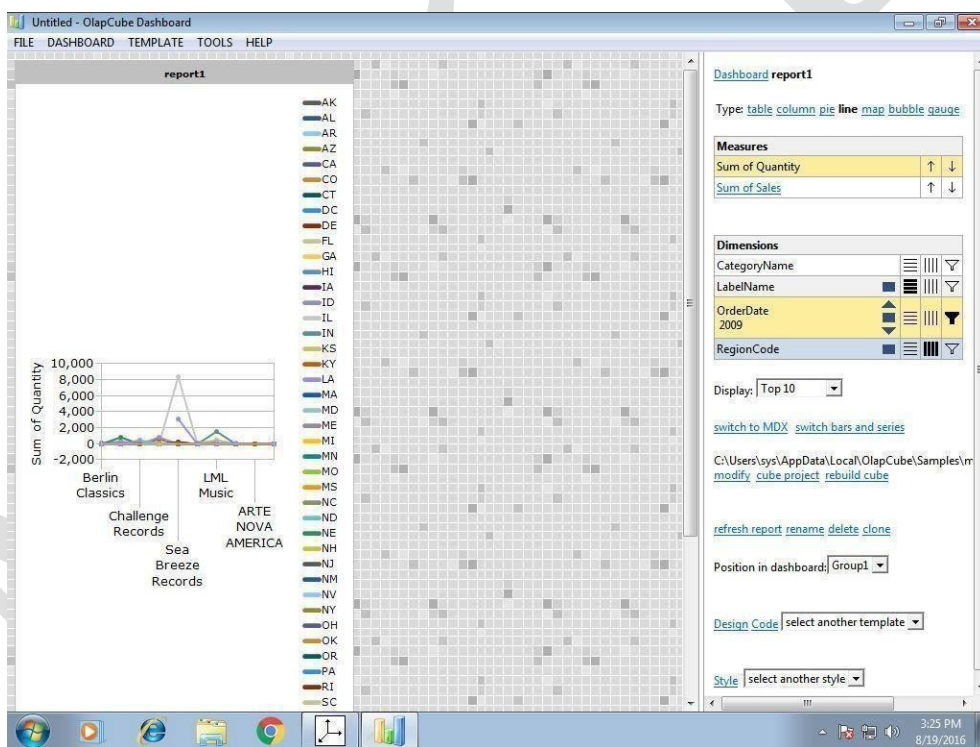 Untitled - OlapCube Dashboard
FILE DASHBOARD TEMPLATE TOOLS HELP
report1
AK
AL
AR
AZ
CA
CO
CT
DC
DE
FL
GA
HI
IA
ID
IL
IN
KS
KY
LA
MA
MD
ME
MI
MN
MO
MS
NC
ND
NE
NH
NJ
NM
NV
NY
OH
OK
OR
PA
RI
SC
Sum of Quantity
10,000
8,000
6,000
4,000
2,000
0
-2,000
Berlin
Classics
Challenge
Records
Sea
Breeze
Records
LML
Music
ARTE
NOVA
AMERICA
Dashboard report1
Type: table column pie line map bubble gauge
Measures
Sum of Quantity ↑ ↓
Sum of Sales ↑ ↓
Dimensions
CategoryName
LabelName
OrderDate
2009
RegionCode
Display: Top 10
switch to MDX switch bars and series
C:\Users\sys\AppData\Local\OlapCube\Samples\m
modify cube project rebuild cube
refresh report rename delete clone
Position in dashboard: Group1
Design Code select another template
Style select another style
3:25 PM
8/19/2016